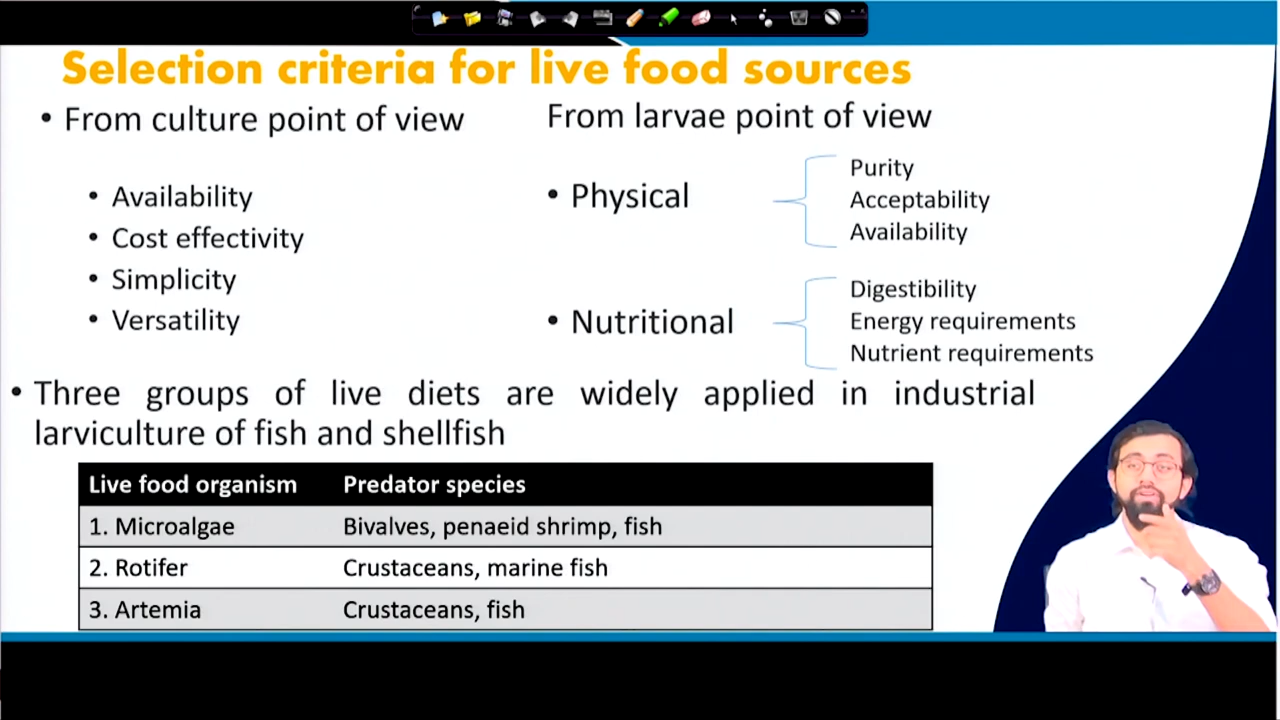 Selection criteria for live food sources
• From culture point of view
• Availability
• Cost effectivity
• Simplicity
• Versatility
From larvae point of view
• Physical
Purity
Acceptability
Availability
• Nutritional
Digestibility
Energy requirements
Nutrient requirements
• Three groups of live diets are widely applied in industrial
larviculture of fish and shellfish
Live food organism Predator species
1. Microalgae Bivalves, penaeid shrimp, fish
2. Rotifer Crustaceans, marine fish
3. Artemia Crustaceans, fish